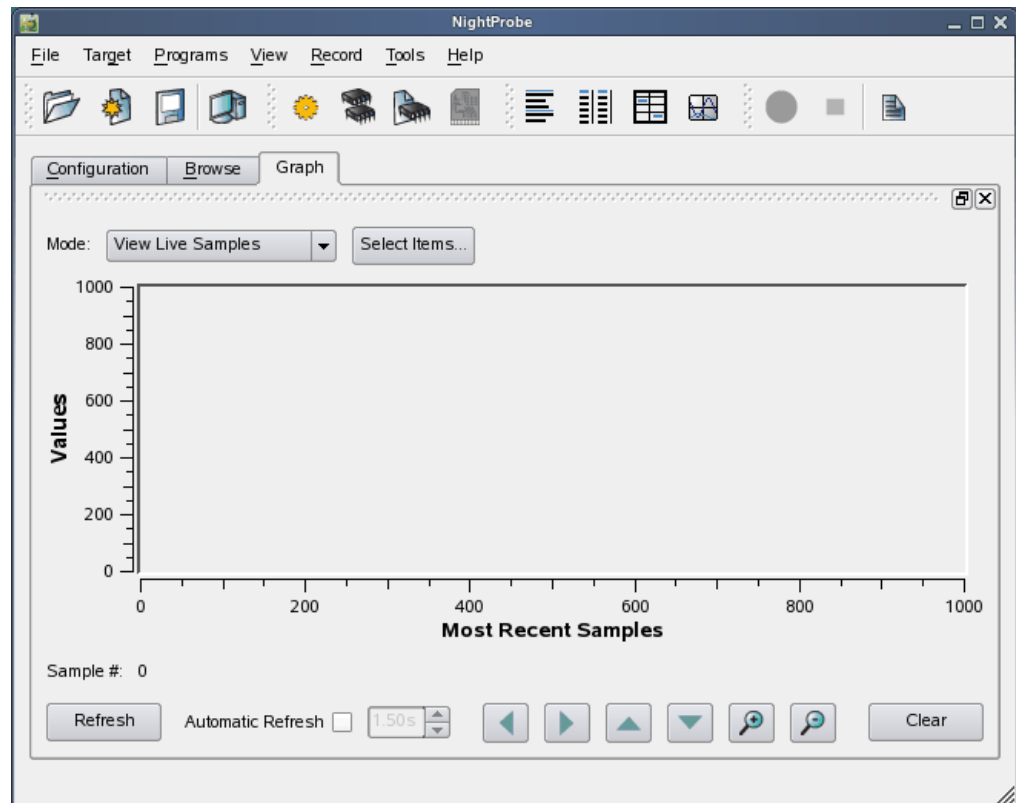 NightProbe
File Target Programs View Record Tools Help
Configuration Browse Graph
Mode: View Live Samples Select Items...
1000
800
600
400
200
0
Values
0 200 400 600 800 1000
Most Recent Samples
Sample #: 0
Refresh Automatic Refresh 1.50s Clear